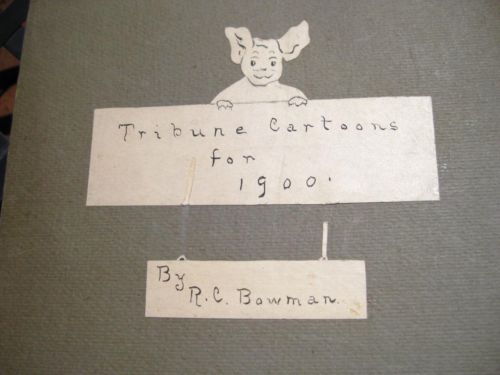 Tribune Cartoons
for
1900.
By
R.C. Bowman.